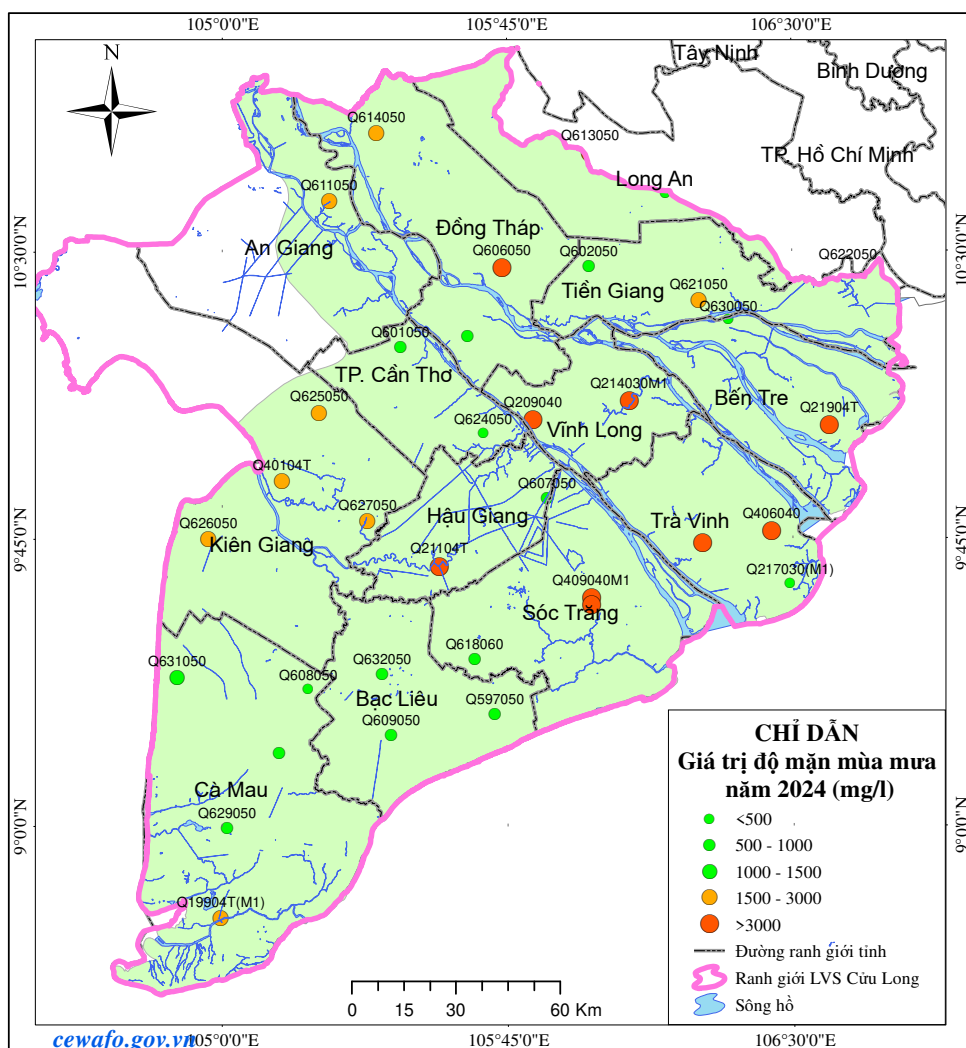 105°0'0"E
105°45'0"E
106°30'0"E
N
Tây Ninh
Bình Dương
Q614050
Q613050
TP. Hồ Chí Minh
Long An
Q611050
Đồng Tháp
An Giang
10°30'0"N
10°30'0"N
Q606050
Q602050
Q622050
Tiền Giang
Q621050
Q630050
Q601050
TP. Cần Thơ
Q214030M1
Bến Tre
Q625050
Q209040
Q21904T
Q624050
Vĩnh Long
Q40104T
Q607050
Q627050
Hậu Giang
Trà Vinh
Q406040
Q626050
Kiên Giang
9°45'0"N
9°45'0"N
Q21104T
Q409040M1
Q217030(M1)
Sóc Trăng
Q618060
Q631050
Q608050
Q632050
Bạc Liêu
Q597050
Q609050
Cà Mau
Q629050
9°0'0"N
9°0'0"N
Q19904T(M1)
CHỈ DẪN
Giá trị độ mặn mùa mưa
năm 2024 (mg/l)
<500
500 - 1000
1000 - 1500
1500 - 3000
>3000
Đường ranh giới tỉnh
Ranh giới LVS Cửu Long
Sông hồ
0 15 30 60 Km
cewafo.gov.vn
105°0'0"E
105°45'0"E
106°30'0"E